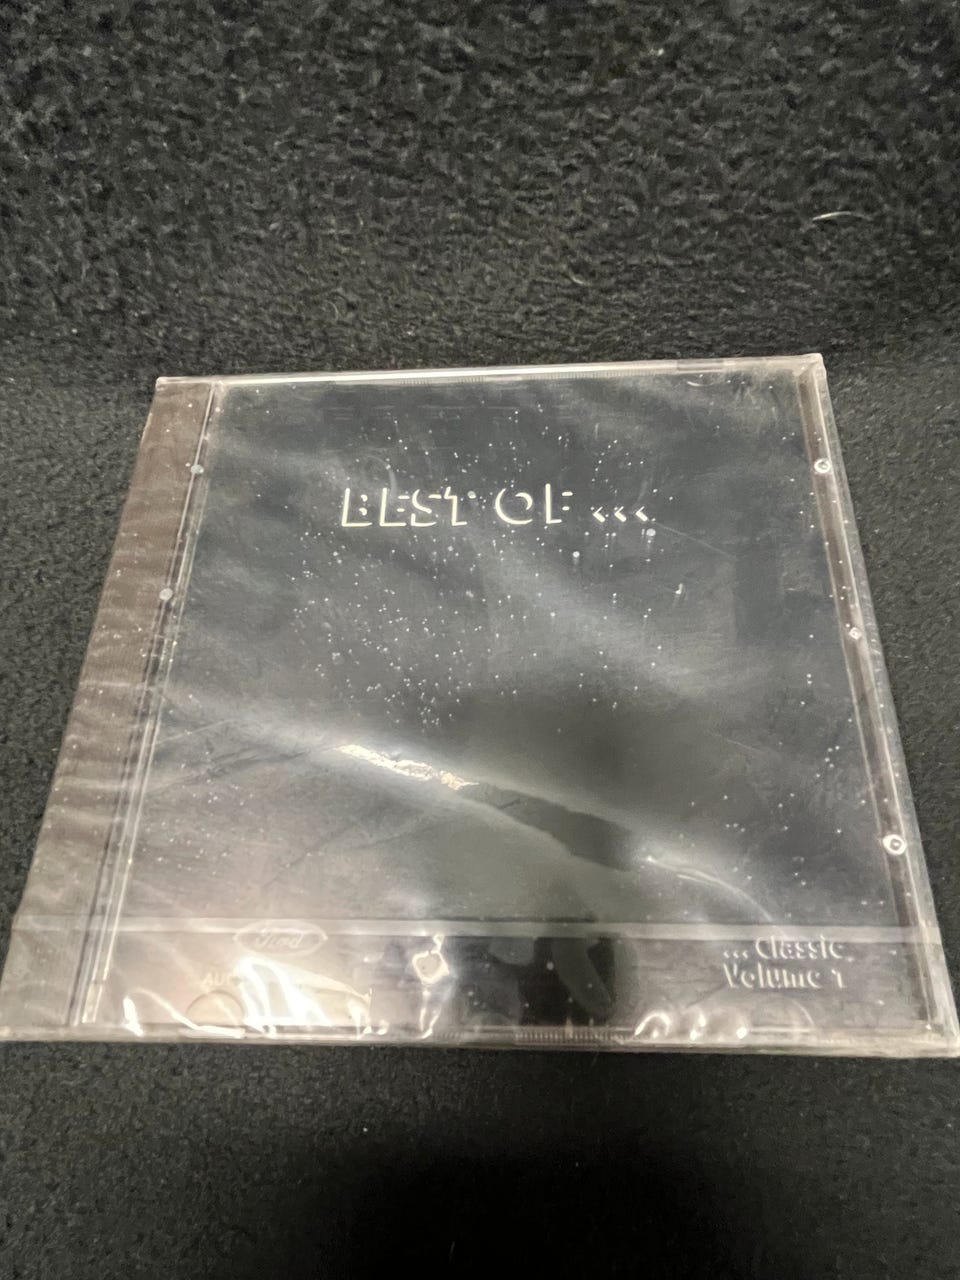 BEST OF ...
Ford
... Classic
Volume 1